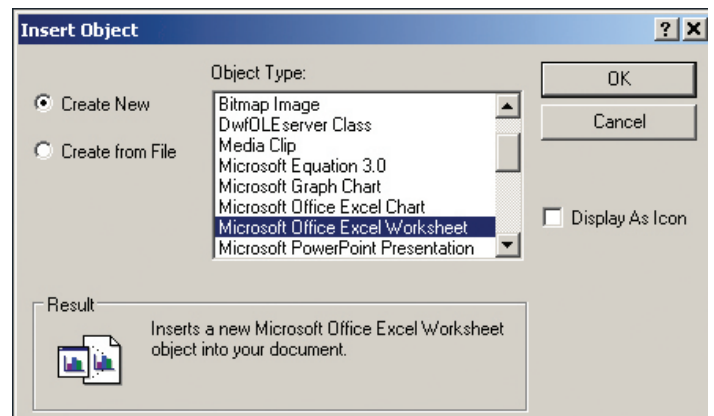 Insert Object
Object Type:
Create New
Create from File
Bitmap Image
DwfOLEserver Class
Media Clip
Microsoft Equation 3.0
Microsoft Graph Chart
Microsoft Office Excel Chart
Microsoft Office Excel Worksheet
Microsoft PowerPoint Presentation
OK
Cancel
Display As Icon
Result
Inserts a new Microsoft Office Excel Worksheet
object into your document.